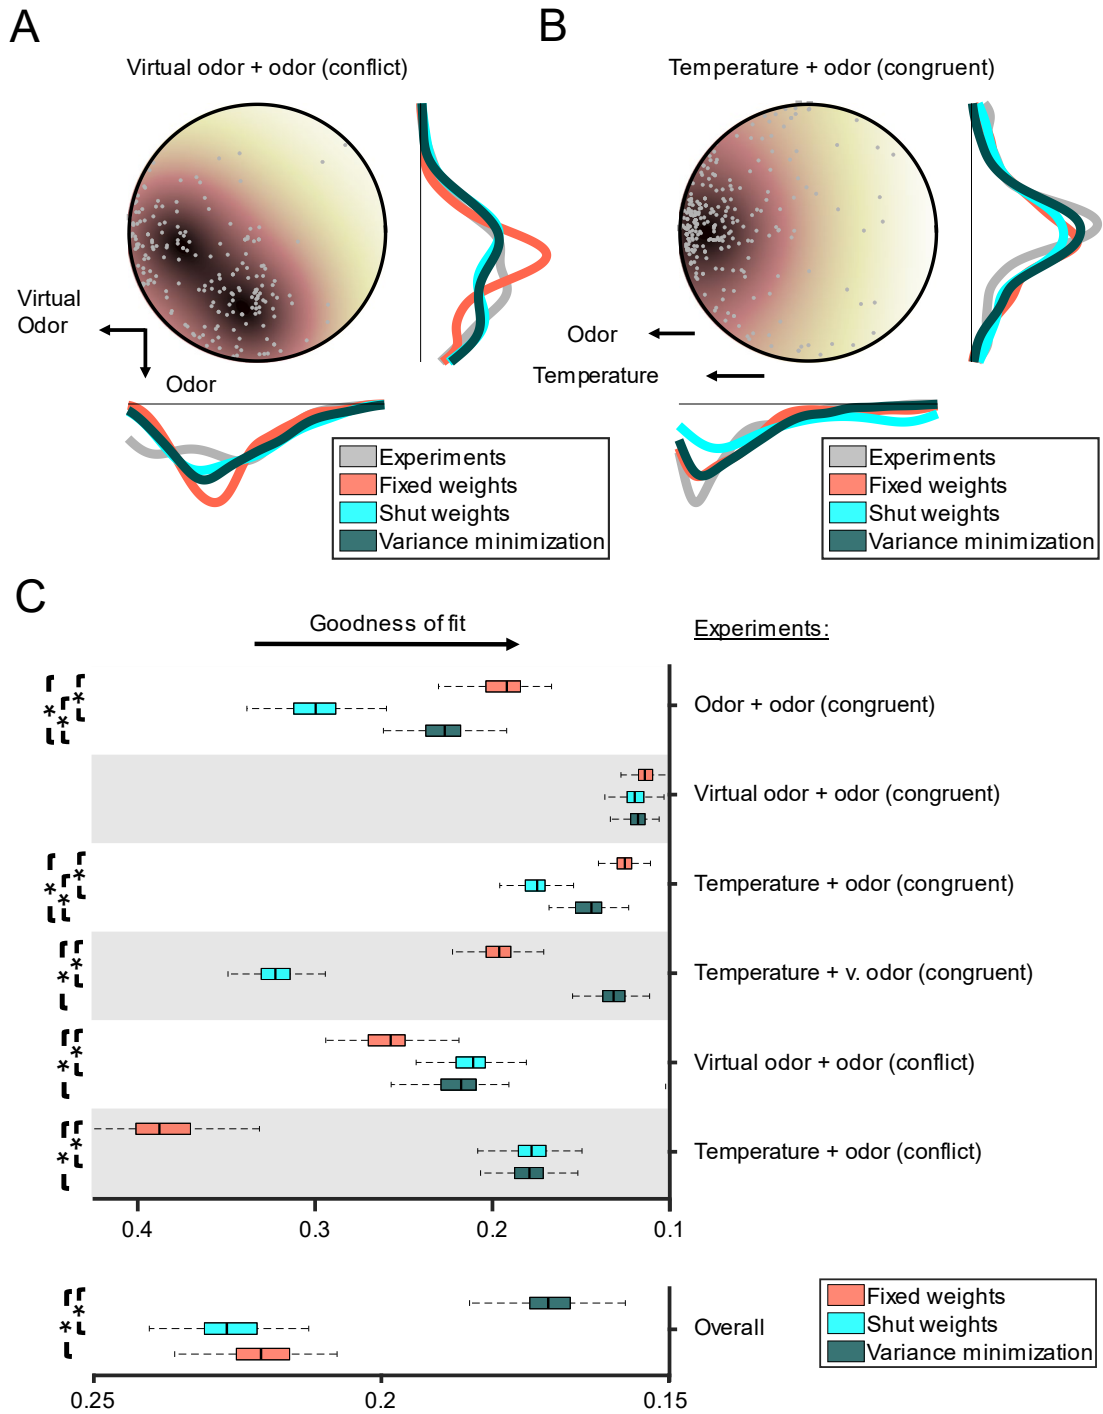 A
B
Virtual odor + odor (conflict)
Temperature + odor (congruent)
Virtual
Odor
Odor
Odor
Temperature
Experiments
Fixed weights
Shut weights
Variance minimization
Experiments
Fixed weights
Shut weights
Variance minimization
C
Goodness of fit
Experiments:
Odor + odor (congruent)
Virtual odor + odor (congruent)
Temperature + odor (congruent)
Temperature + v. odor (congruent)
Virtual odor + odor (conflict)
Temperature + odor (conflict)
0.4
0.3
0.2
0.1
Overall
Fixed weights
Shut weights
Variance minimization
0.25
0.2
0.15